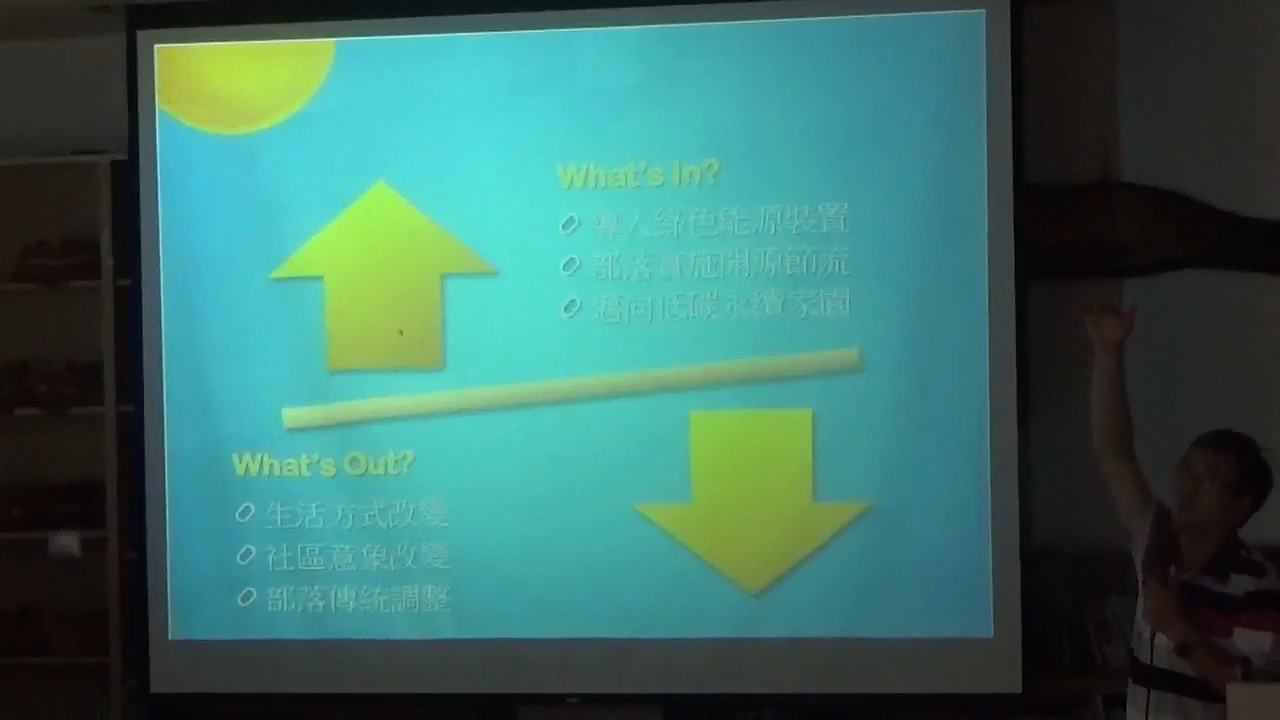 What's In?
導入綠色能源裝置
部落實施開源節流
邁向低碳永續家園
What's Out?
生活方式改變
社區意象改變
部落傳統調整